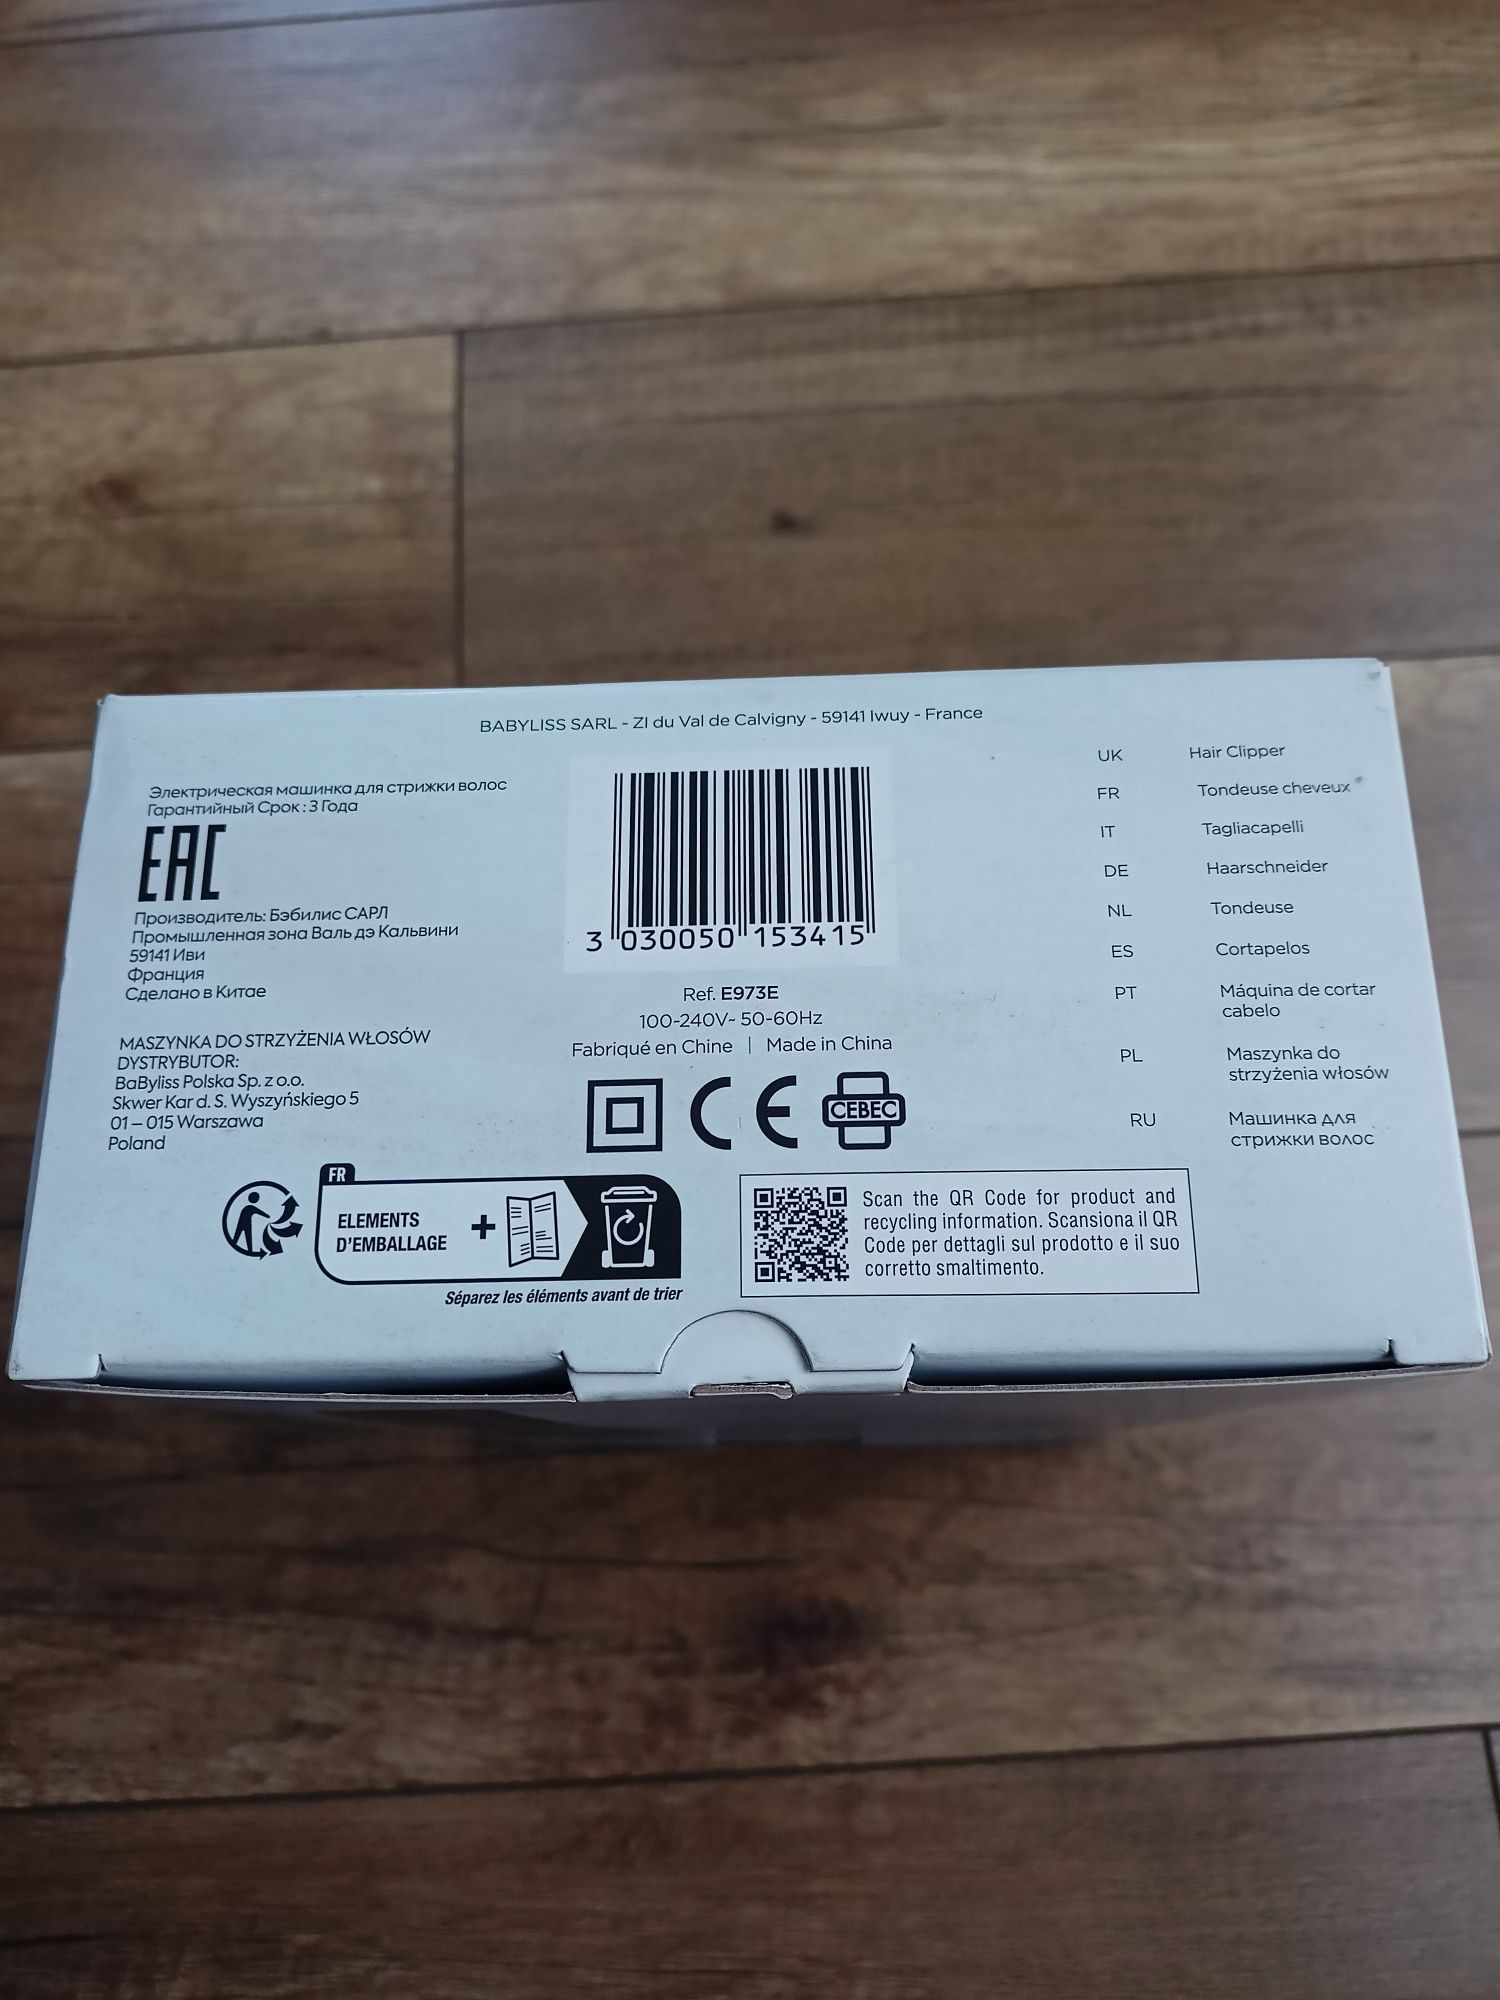 BABYLISS SARL - ZI du Val de Calvigny - 59141 Iwuy - France
Электрическая машинка для стрижки волос
Гарантийный Срок : 3 Года
EAC
Производитель: Бэбилис САРЛ
Промышленная зона Валь дэ Кальвини
59141 Иви
Франция
Сделано в Китае
MASZYNKA DO STRZYŻENIA WŁOSÓW
DYSTRYBUTOR:
BaByliss Polska Sp. z o.o.
Skwer Kar d. S. Wyszyńskiego 5
01 – 015 Warszawa
Poland
3 030050 153415
Ref. E973E
100-240V~ 50-60Hz
Fabriqué en Chine | Made in China
CE
CEBEC
UK Hair Clipper
FR Tondeuse cheveux
IT Tagliacapelli
DE Haarschneider
NL Tondeuse
ES Cortapelos
PT Máquina de cortar
cabelo
PL Maszynka do
strzyżenia włosów
RU Машинка для
стрижки волос
FR
ELEMENTS
D'EMBALLAGE
+
Séparez les éléments avant de trier
Scan the QR Code for product and
recycling information. Scansiona il QR
Code per dettagli sul prodotto e il suo
corretto smaltimento.